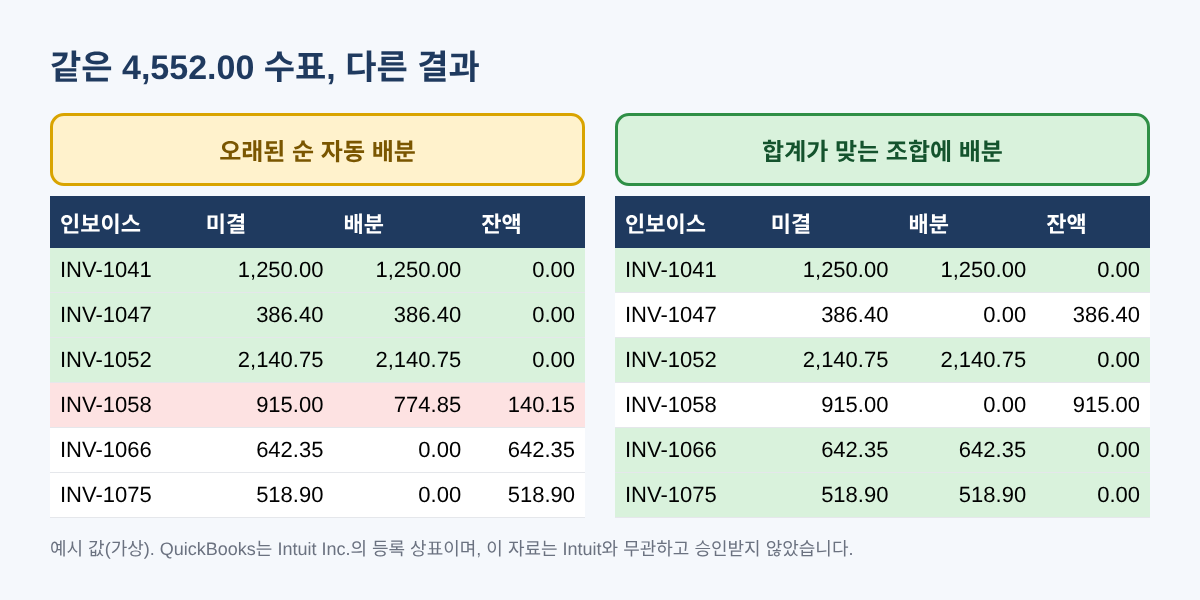 같은 4,552.00 수표, 다른 결과
오래된 순 자동 배분
인보이스 미결 배분 잔액
INV-1041 1,250.00 1,250.00 0.00
INV-1047 386.40 386.40 0.00
INV-1052 2,140.75 2,140.75 0.00
INV-1058 915.00 774.85 140.15
INV-1066 642.35 0.00 642.35
INV-1075 518.90 0.00 518.90
합계가 맞는 조합에 배분
인보이스 미결 배분 잔액
INV-1041 1,250.00 1,250.00 0.00
INV-1047 386.40 0.00 386.40
INV-1052 2,140.75 2,140.75 0.00
INV-1058 915.00 0.00 915.00
INV-1066 642.35 642.35 0.00
INV-1075 518.90 518.90 0.00
예시 값(가상). QuickBooks는 Intuit Inc.의 등록 상표이며, 이 자료는 Intuit와 무관하고 승인받지 않았습니다.